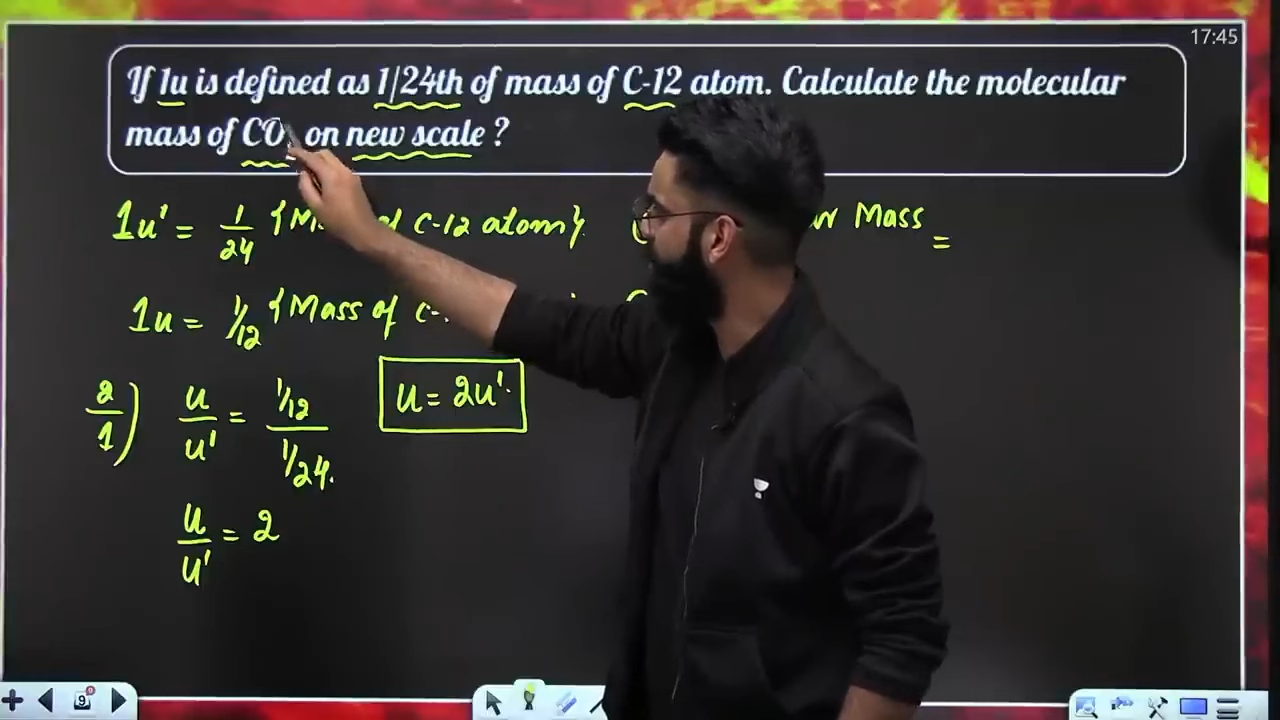 17:45
If 1u is defined as 1/24th of mass of C-12 atom. Calculate the molecular
mass of CO on new scale ?
1u' = 1/24 { of C-12 atom}. Mass =
1u = 1/12 {Mass of C-
2/1) u/u' = 1/12 / 1/24.
u = 2u'.
u/u' = 2
9